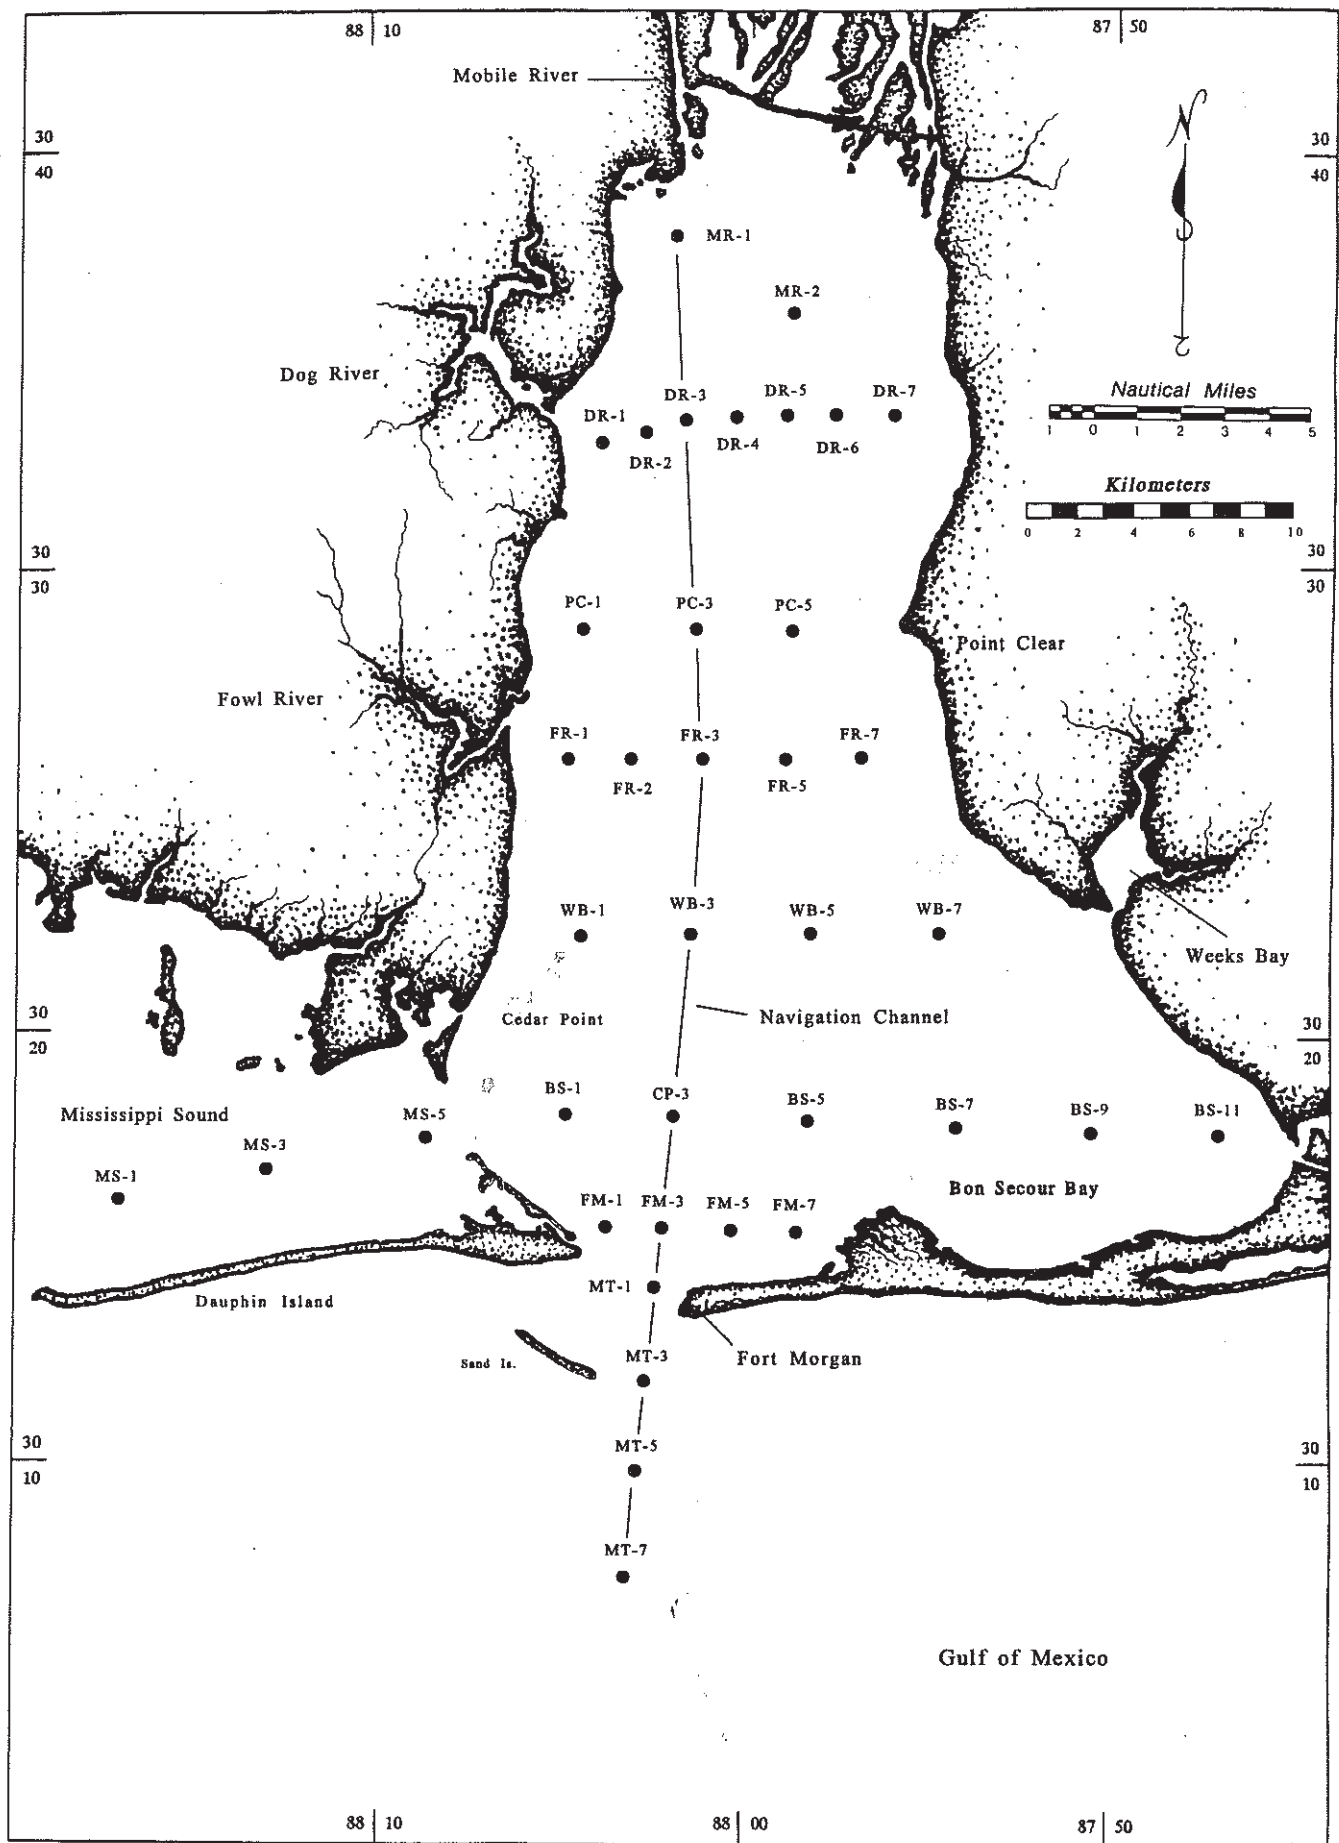 88 | 10
87 | 50
Mobile River
N
30
40
30
40
MR-1
MR-2
Dog River
Nautical Miles
1 0 1 2 3 4 5
DR-1
DR-3
DR-5
DR-7
DR-2
DR-4
DR-6
Kilometers
0 2 4 6 8 10
30
30
30
30
PC-1
PC-3
PC-5
Point Clear
Fowl River
FR-1
FR-3
FR-7
FR-2
FR-5
WB-1
WB-3
WB-5
WB-7
Weeks Bay
30
20
Cedar Point
Navigation Channel
30
20
BS-1
CP-3
BS-5
BS-7
BS-9
BS-11
Mississippi Sound
MS-5
MS-3
MS-1
Bon Secour Bay
FM-1
FM-3
FM-5
FM-7
MT-1
Dauphin Island
Sand Is.
MT-3
Fort Morgan
MT-5
30
10
30
10
MT-7
Gulf of Mexico
88 | 10
88 | 00
87 | 50